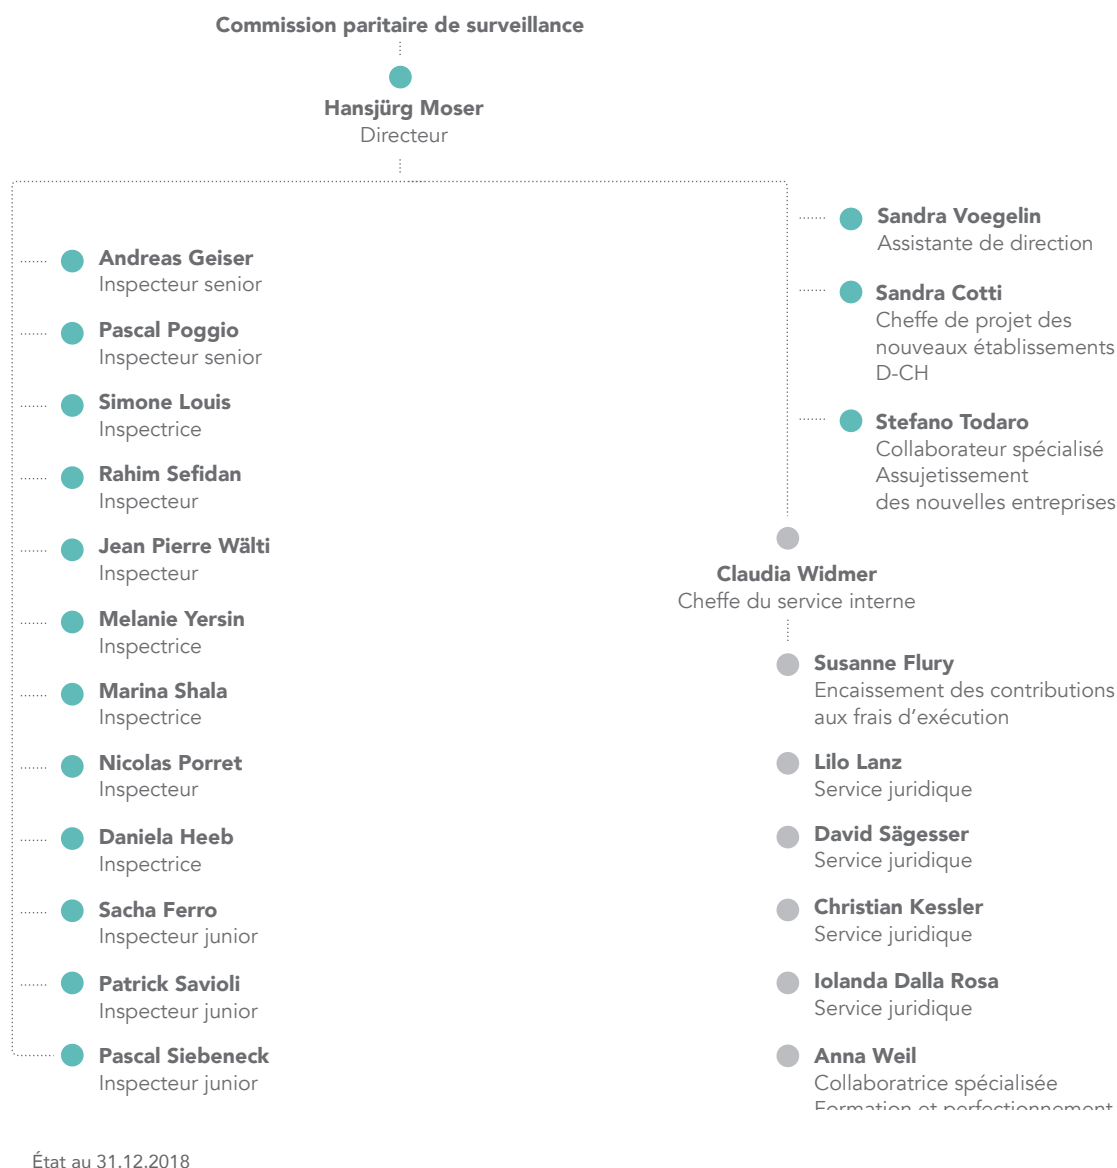 Commission paritaire de surveillance
Hansjürg Moser
Directeur
Andreas Geiser
Inspecteur senior
Pascal Poggio
Inspecteur senior
Simone Louis
Inspectrice
Rahim Sefidan
Inspecteur
Jean Pierre Wälti
Inspecteur
Melanie Yersin
Inspectrice
Marina Shala
Inspectrice
Nicolas Porret
Inspecteur
Daniela Heeb
Inspectrice
Sacha Ferro
Inspecteur junior
Patrick Savioli
Inspecteur junior
Pascal Siebeneck
Inspecteur junior
Sandra Voegelin
Assistante de direction
Sandra Cotti
Cheffe de projet des
nouveaux établissements
D-CH
Stefano Todaro
Collaborateur spécialisé
Assujetissement
des nouvelles entreprises
Claudia Widmer
Cheffe du service interne
Susanne Flury
Encaissement des contributions
aux frais d’exécution
Lilo Lanz
Service juridique
David Sägesser
Service juridique
Christian Kessler
Service juridique
Iolanda Dalla Rosa
Service juridique
Anna Weil
Collaboratrice spécialisée
Formation et perfectionnement
État au 31.12.2018